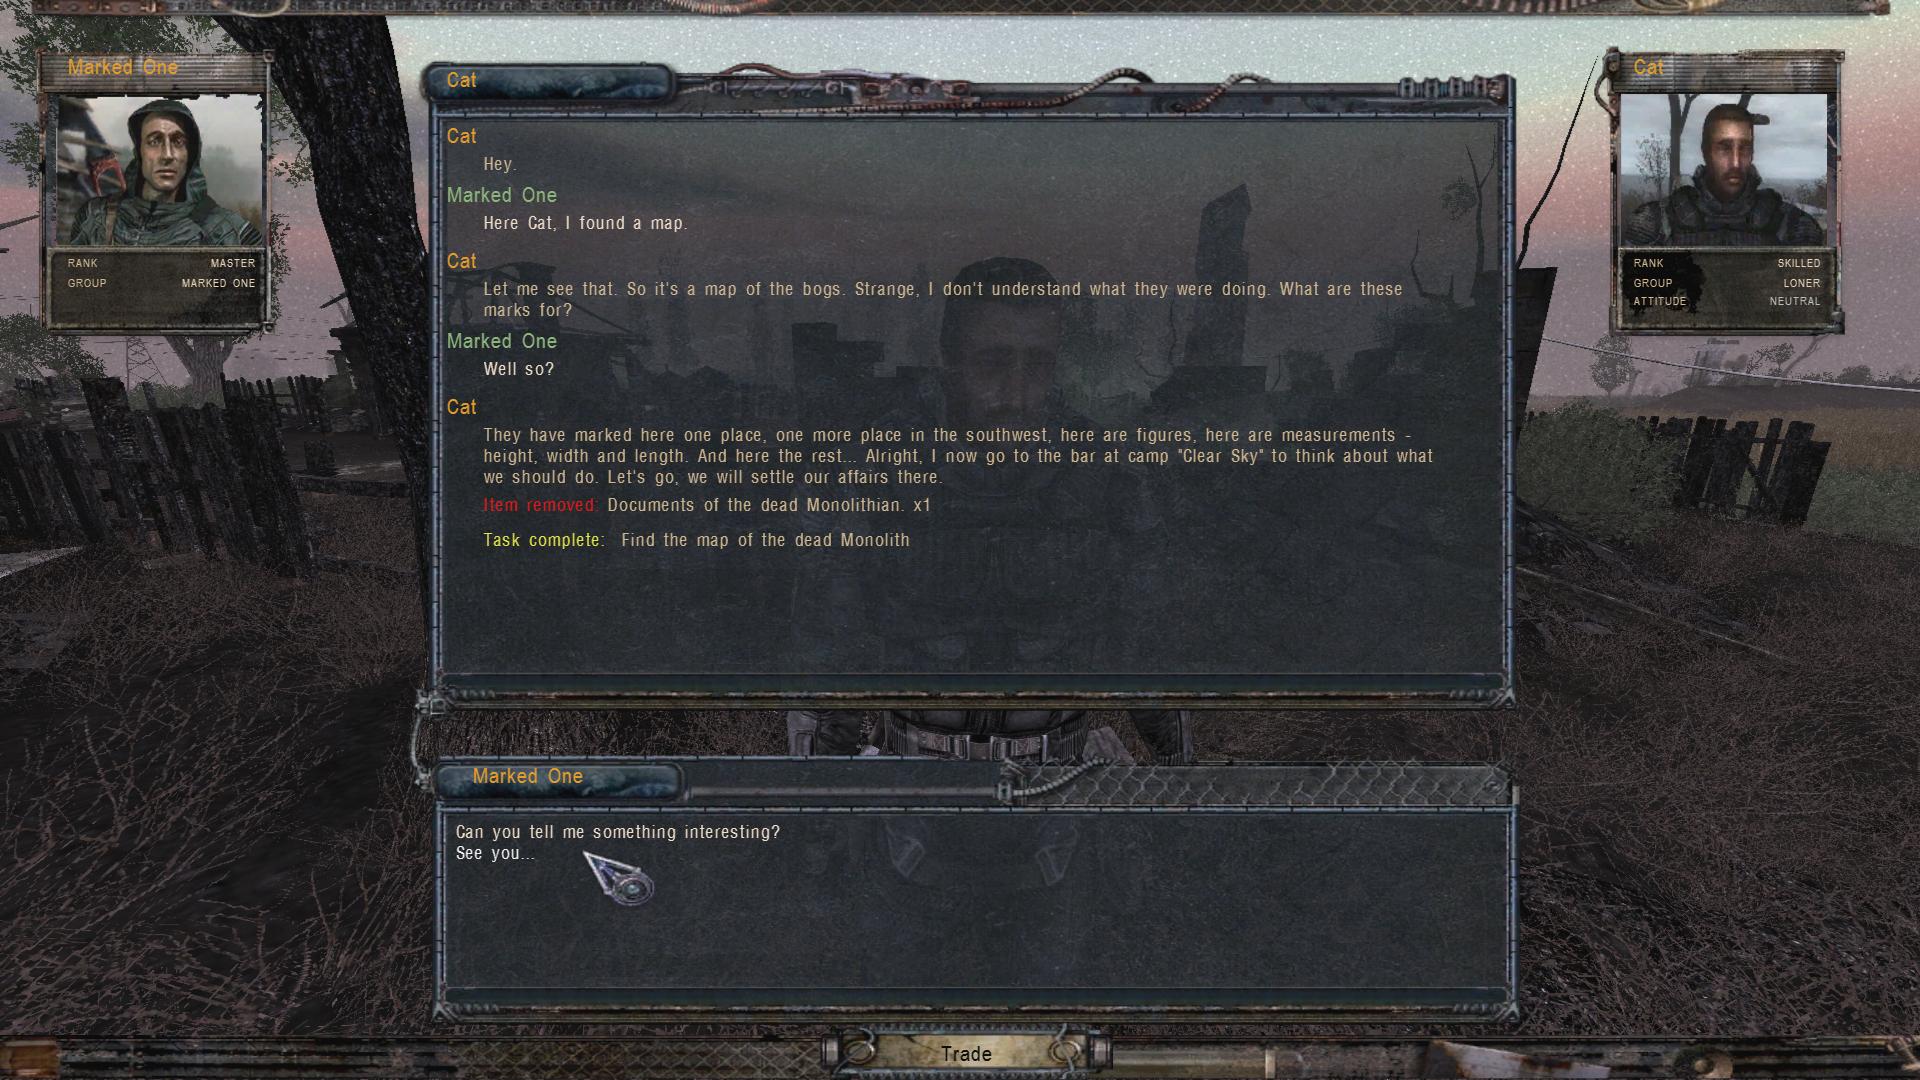 Marked One
RANK MASTER
GROUP MARKED ONE
Cat
Cat
Hey.
Marked One
Here Cat, I found a map.
Cat
Let me see that. So it's a map of the bogs. Strange, I don't understand what they were doing. What are these
marks for?
Marked One
Well so?
Cat
They have marked here one place, one more place in the southwest, here are figures, here are measurements -
height, width and length. And here the rest... Alright, I now go to the bar at camp "Clear Sky" to think about what
we should do. Let's go, we will settle our affairs there.
Item removed: Documents of the dead Monolithian. x1
Task complete: Find the map of the dead Monolith
Cat
RANK SKILLED
GROUP LONER
ATTITUDE NEUTRAL
Marked One
Can you tell me something interesting?
See you...
Trade